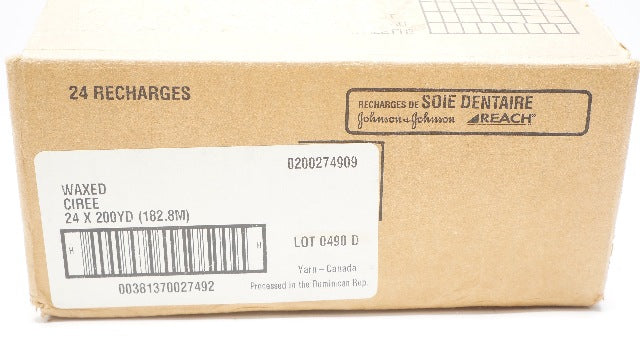 24 RECHARGES
RECHARGES DE SOIE DENTAIRE
Johnson & Johnson REACH
0200274909
WAXED
CIREE
24 X 200YD (182.8M)
H H
LOT 0490 D
Yarn - Canada
00381370027492
Processed in the Dominican Rep.